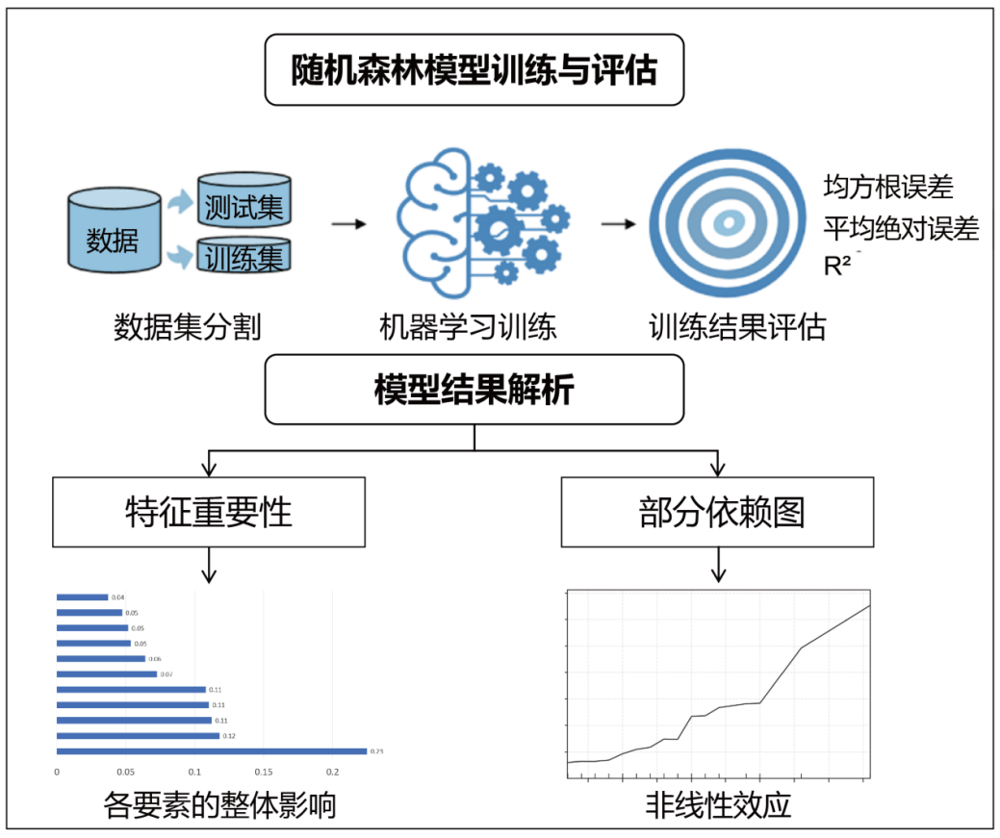 随机森林模型训练与评估
数据
测试集
训练集
均方根误差
平均绝对误差
R²
数据集分割
机器学习训练
训练结果评估
模型结果解析
特征重要性
部分依赖图
0.04
0.05
0.05
0.05
0.06
0.07
0.11
0.11
0.11
0.12
0.23
0 0.05 0.1 0.15 0.2
各要素的整体影响
非线性效应